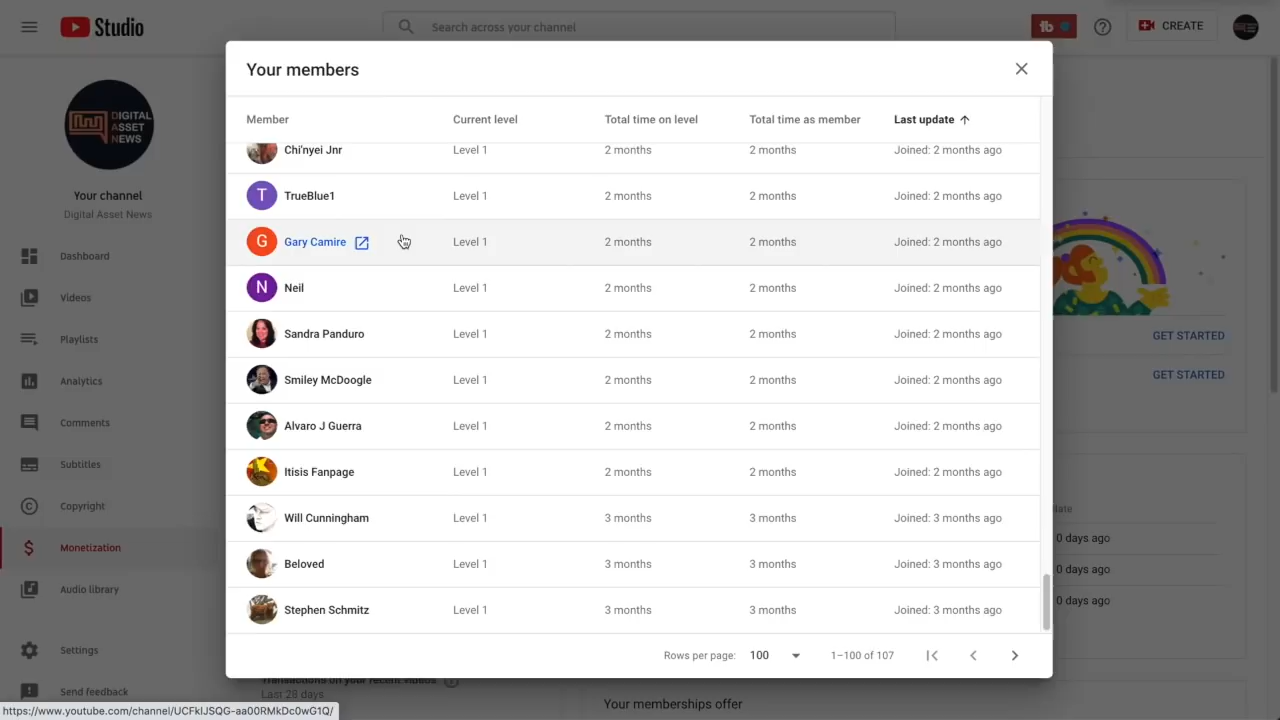 Studio
Search across your channel
CREATE
Your members
Member Current level Total time on level Total time as member Last update
Chi'nyei Jnr Level 1 2 months 2 months Joined: 2 months ago
TrueBlue1 Level 1 2 months 2 months Joined: 2 months ago
Gary Camire Level 1 2 months 2 months Joined: 2 months ago
Neil Level 1 2 months 2 months Joined: 2 months ago
Sandra Panduro Level 1 2 months 2 months Joined: 2 months ago
Smiley McDoogle Level 1 2 months 2 months Joined: 2 months ago
Alvaro J Guerra Level 1 2 months 2 months Joined: 2 months ago
Itisis Fanpage Level 1 2 months 2 months Joined: 2 months ago
Will Cunningham Level 1 3 months 3 months Joined: 3 months ago
Beloved Level 1 3 months 3 months Joined: 3 months ago
Stephen Schmitz Level 1 3 months 3 months Joined: 3 months ago
Rows per page: 100 1–100 of 107
DIGITAL
ASSET
NEWS
Your channel
Digital Asset News
Dashboard
Videos
Playlists
Analytics
Comments
Subtitles
Copyright
Monetization
Audio library
Settings
Send feedback
T
G
N
GET STARTED
GET STARTED
0 days ago
0 days ago
0 days ago
Transactions on your recent videos
Last 28 days
Your memberships offer